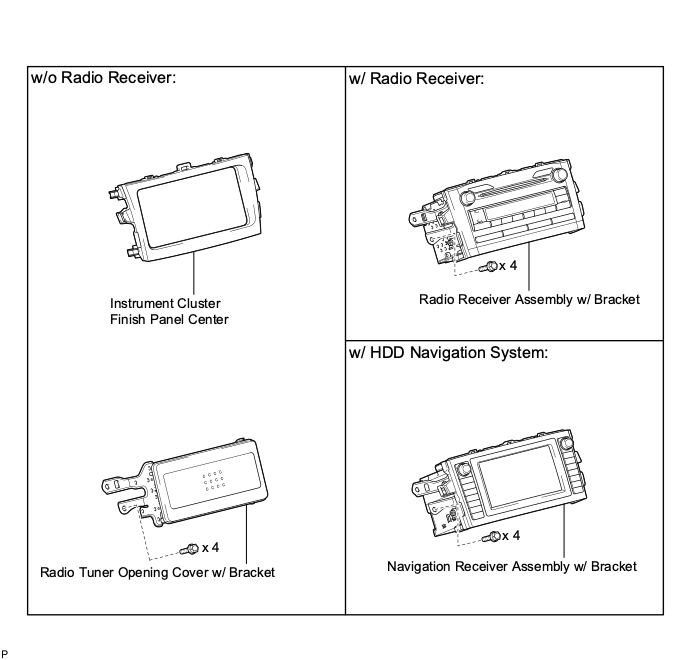 w/o Radio Receiver:
Instrument Cluster
Finish Panel Center
x 4
Radio Tuner Opening Cover w/ Bracket
w/ Radio Receiver:
x 4
Radio Receiver Assembly w/ Bracket
w/ HDD Navigation System:
x 4
Navigation Receiver Assembly w/ Bracket
P